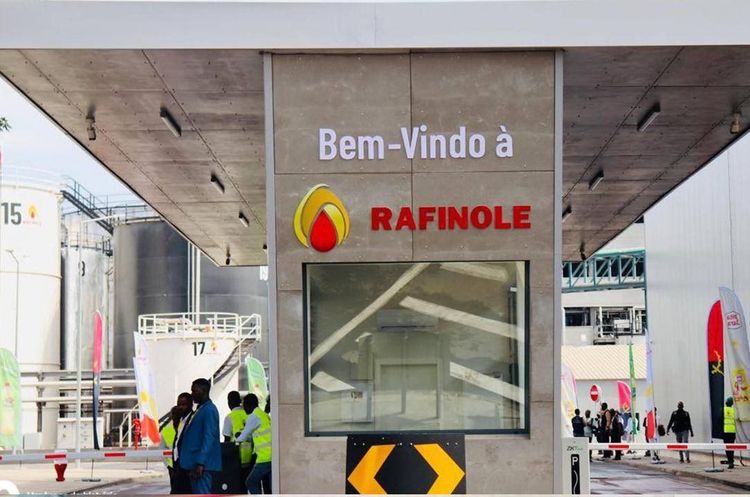 Bem-Vindo à
RAFINOLE
15
17
P